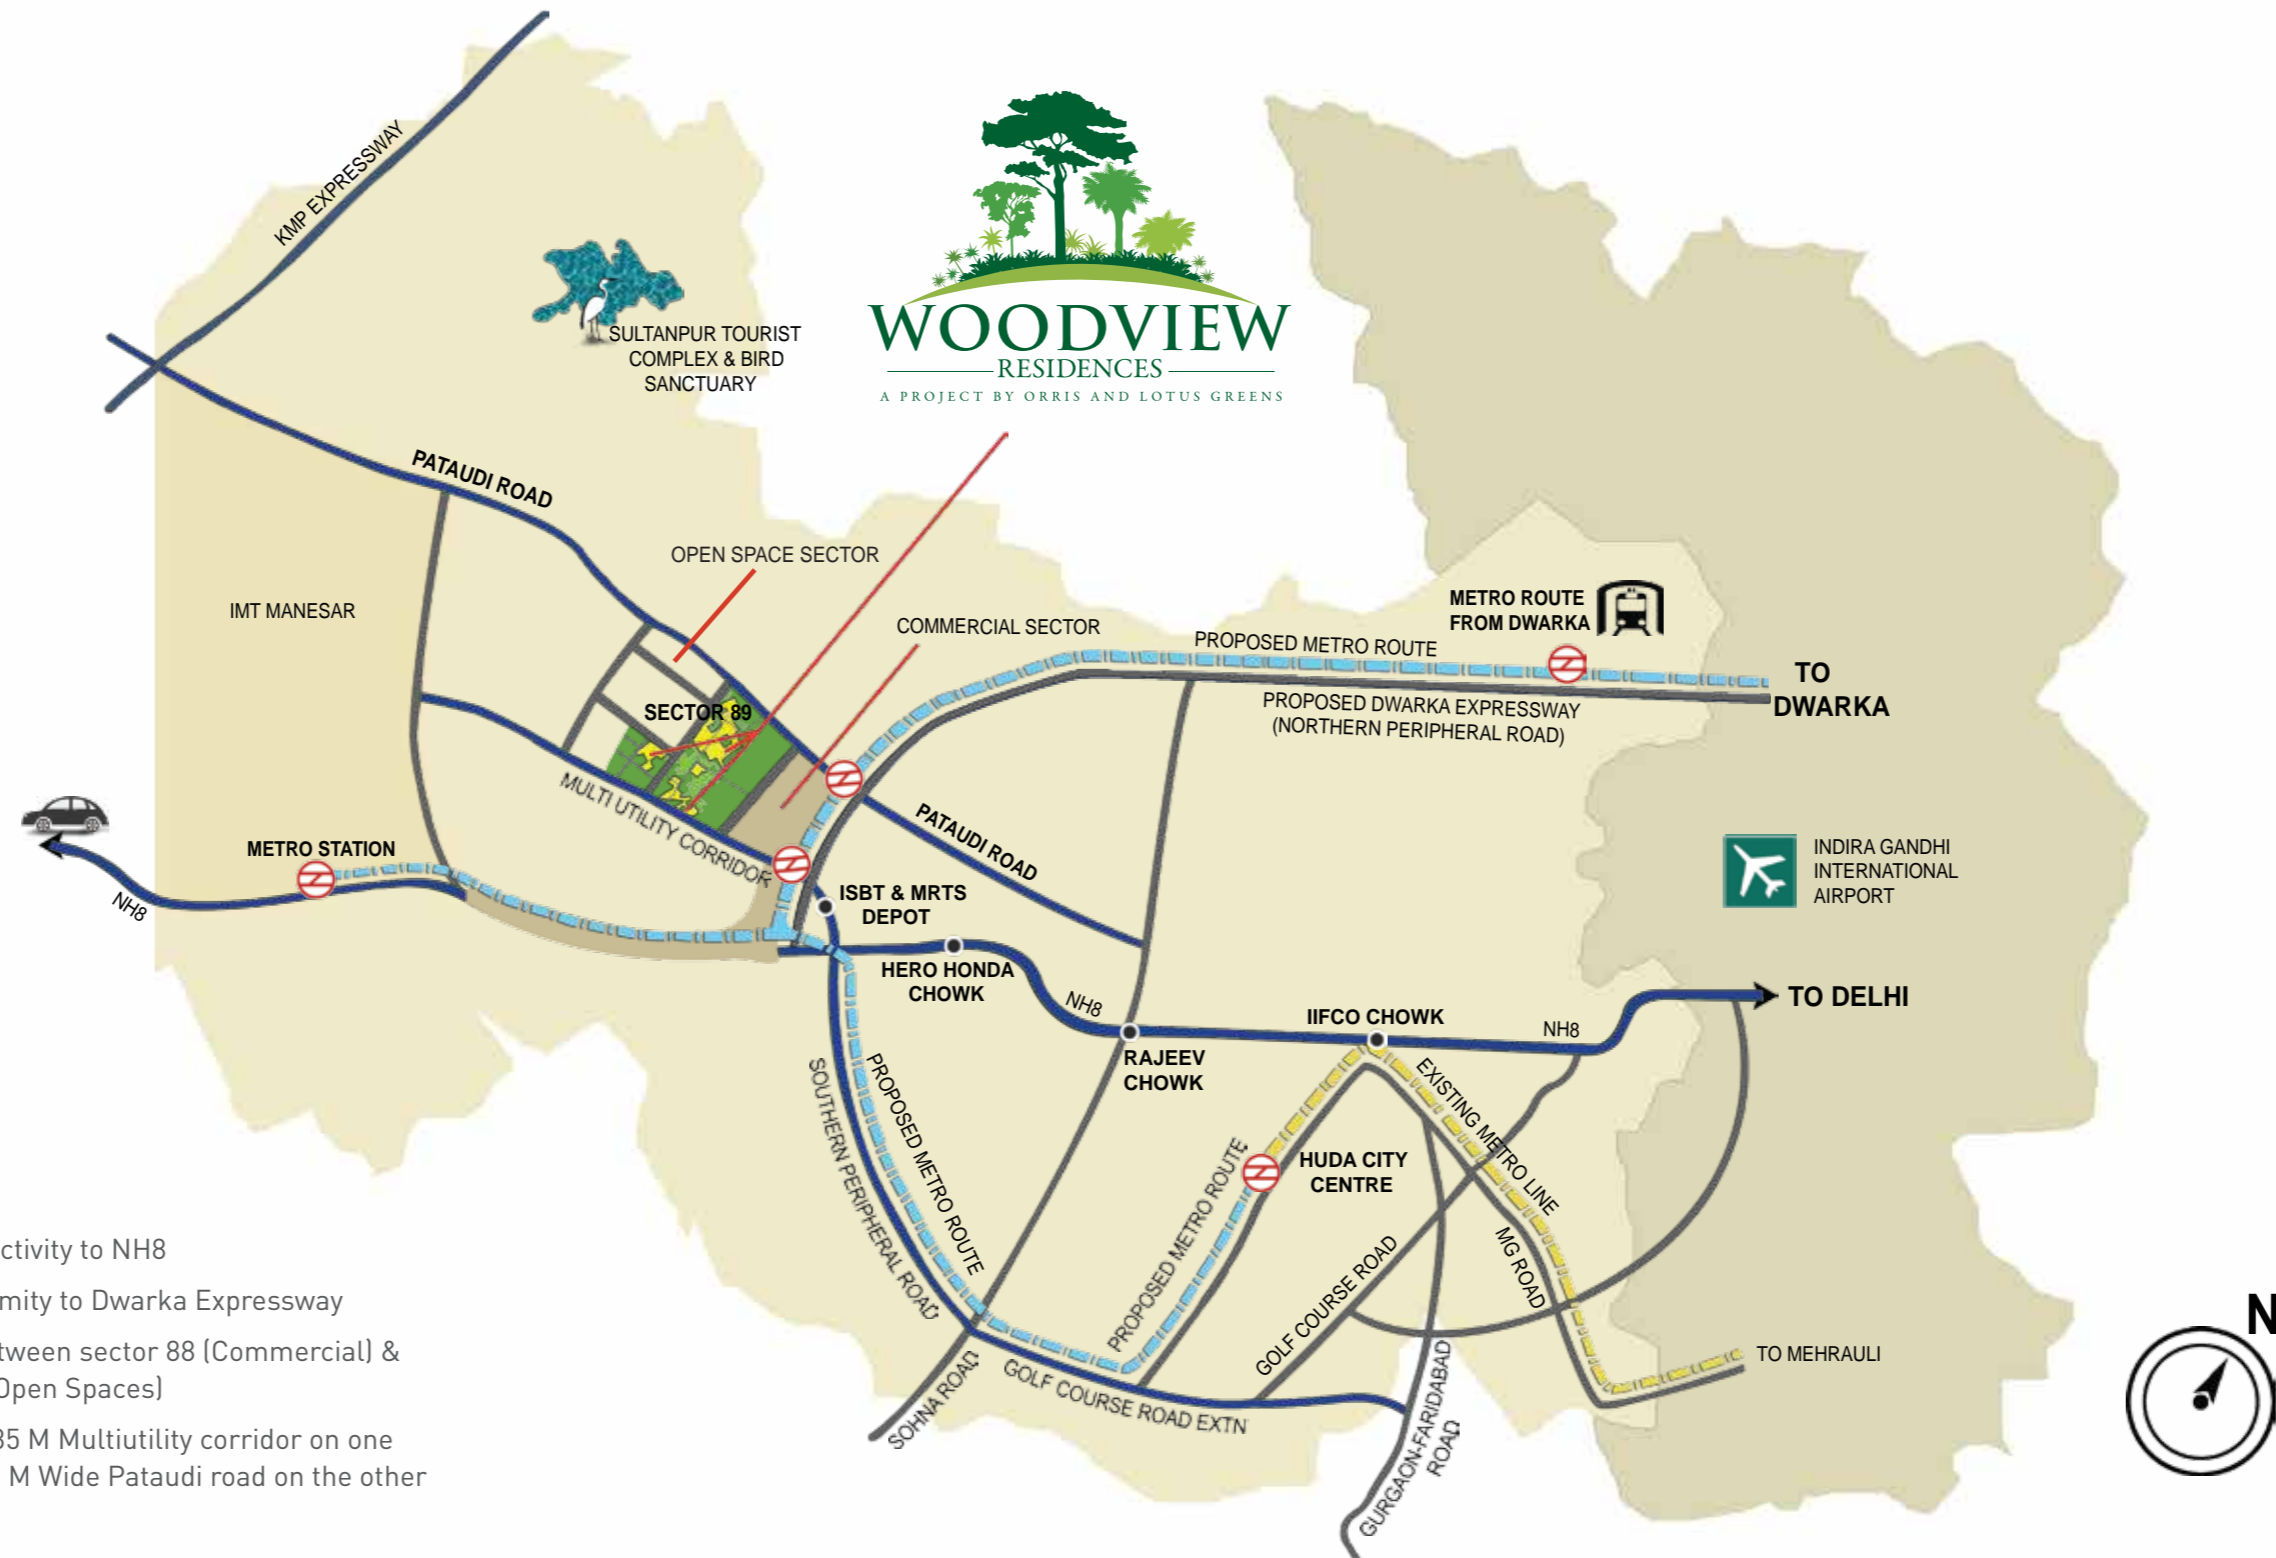 KMP EXPRESSWAY
WOODVIEW
RESIDENCES
A PROJECT BY ORRIS AND LOTUS GREENS
SULTANPUR TOURIST
COMPLEX & BIRD
SANCTUARY
PATAUDI ROAD
OPEN SPACE SECTOR
IMT MANESAR
COMMERCIAL SECTOR
METRO ROUTE
FROM DWARKA
PROPOSED METRO ROUTE
TO
DWARKA
PROPOSED DWARKA EXPRESSWAY
(NORTHERN PERIPHERAL ROAD)
SECTOR 89
MULTI UTILITY CORRIDOR
PATAUDI ROAD
METRO STATION
NH8
INDIRA GANDHI
INTERNATIONAL
AIRPORT
ISBT & MRTS
DEPOT
HERO HONDA
CHOWK
NH8
TO DELHI
IIFCO CHOWK
NH8
RAJEEV
CHOWK
SOUTHERN PERIPHERAL ROAD
PROPOSED METRO ROUTE
EXISTING METRO LINE
HUDA CITY
CENTRE
PROPOSED METRO ROUTE
GOLF COURSE ROAD
MG ROAD
TO MEHRAULI
SOHNA ROAD
GOLF COURSE ROAD EXTN
GURGAON-FARIDABAD
ROAD
N
ctivity to NH8
mity to Dwarka Expressway
tween sector 88 (Commercial) &
Open Spaces)
35 M Multiutility corridor on one
M Wide Pataudi road on the other